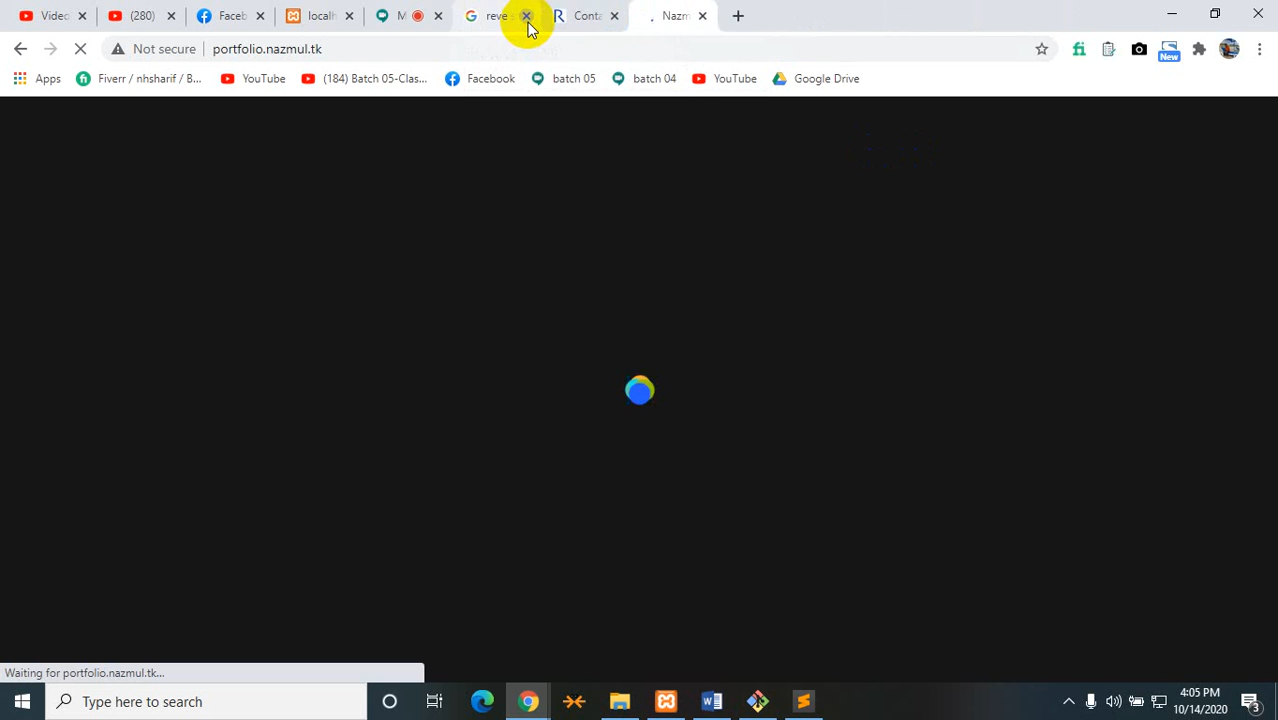 Video (280) Faceb localh M reve s Conta Nazm
Not secure portfolio.nazmul.tk
Apps Fiverr / nhsharif / B... YouTube (184) Batch 05-Clas... Facebook batch 05 batch 04 YouTube Google Drive
New
Waiting for portfolio.nazmul.tk...
Type here to search
4:05 PM
10/14/2020
3